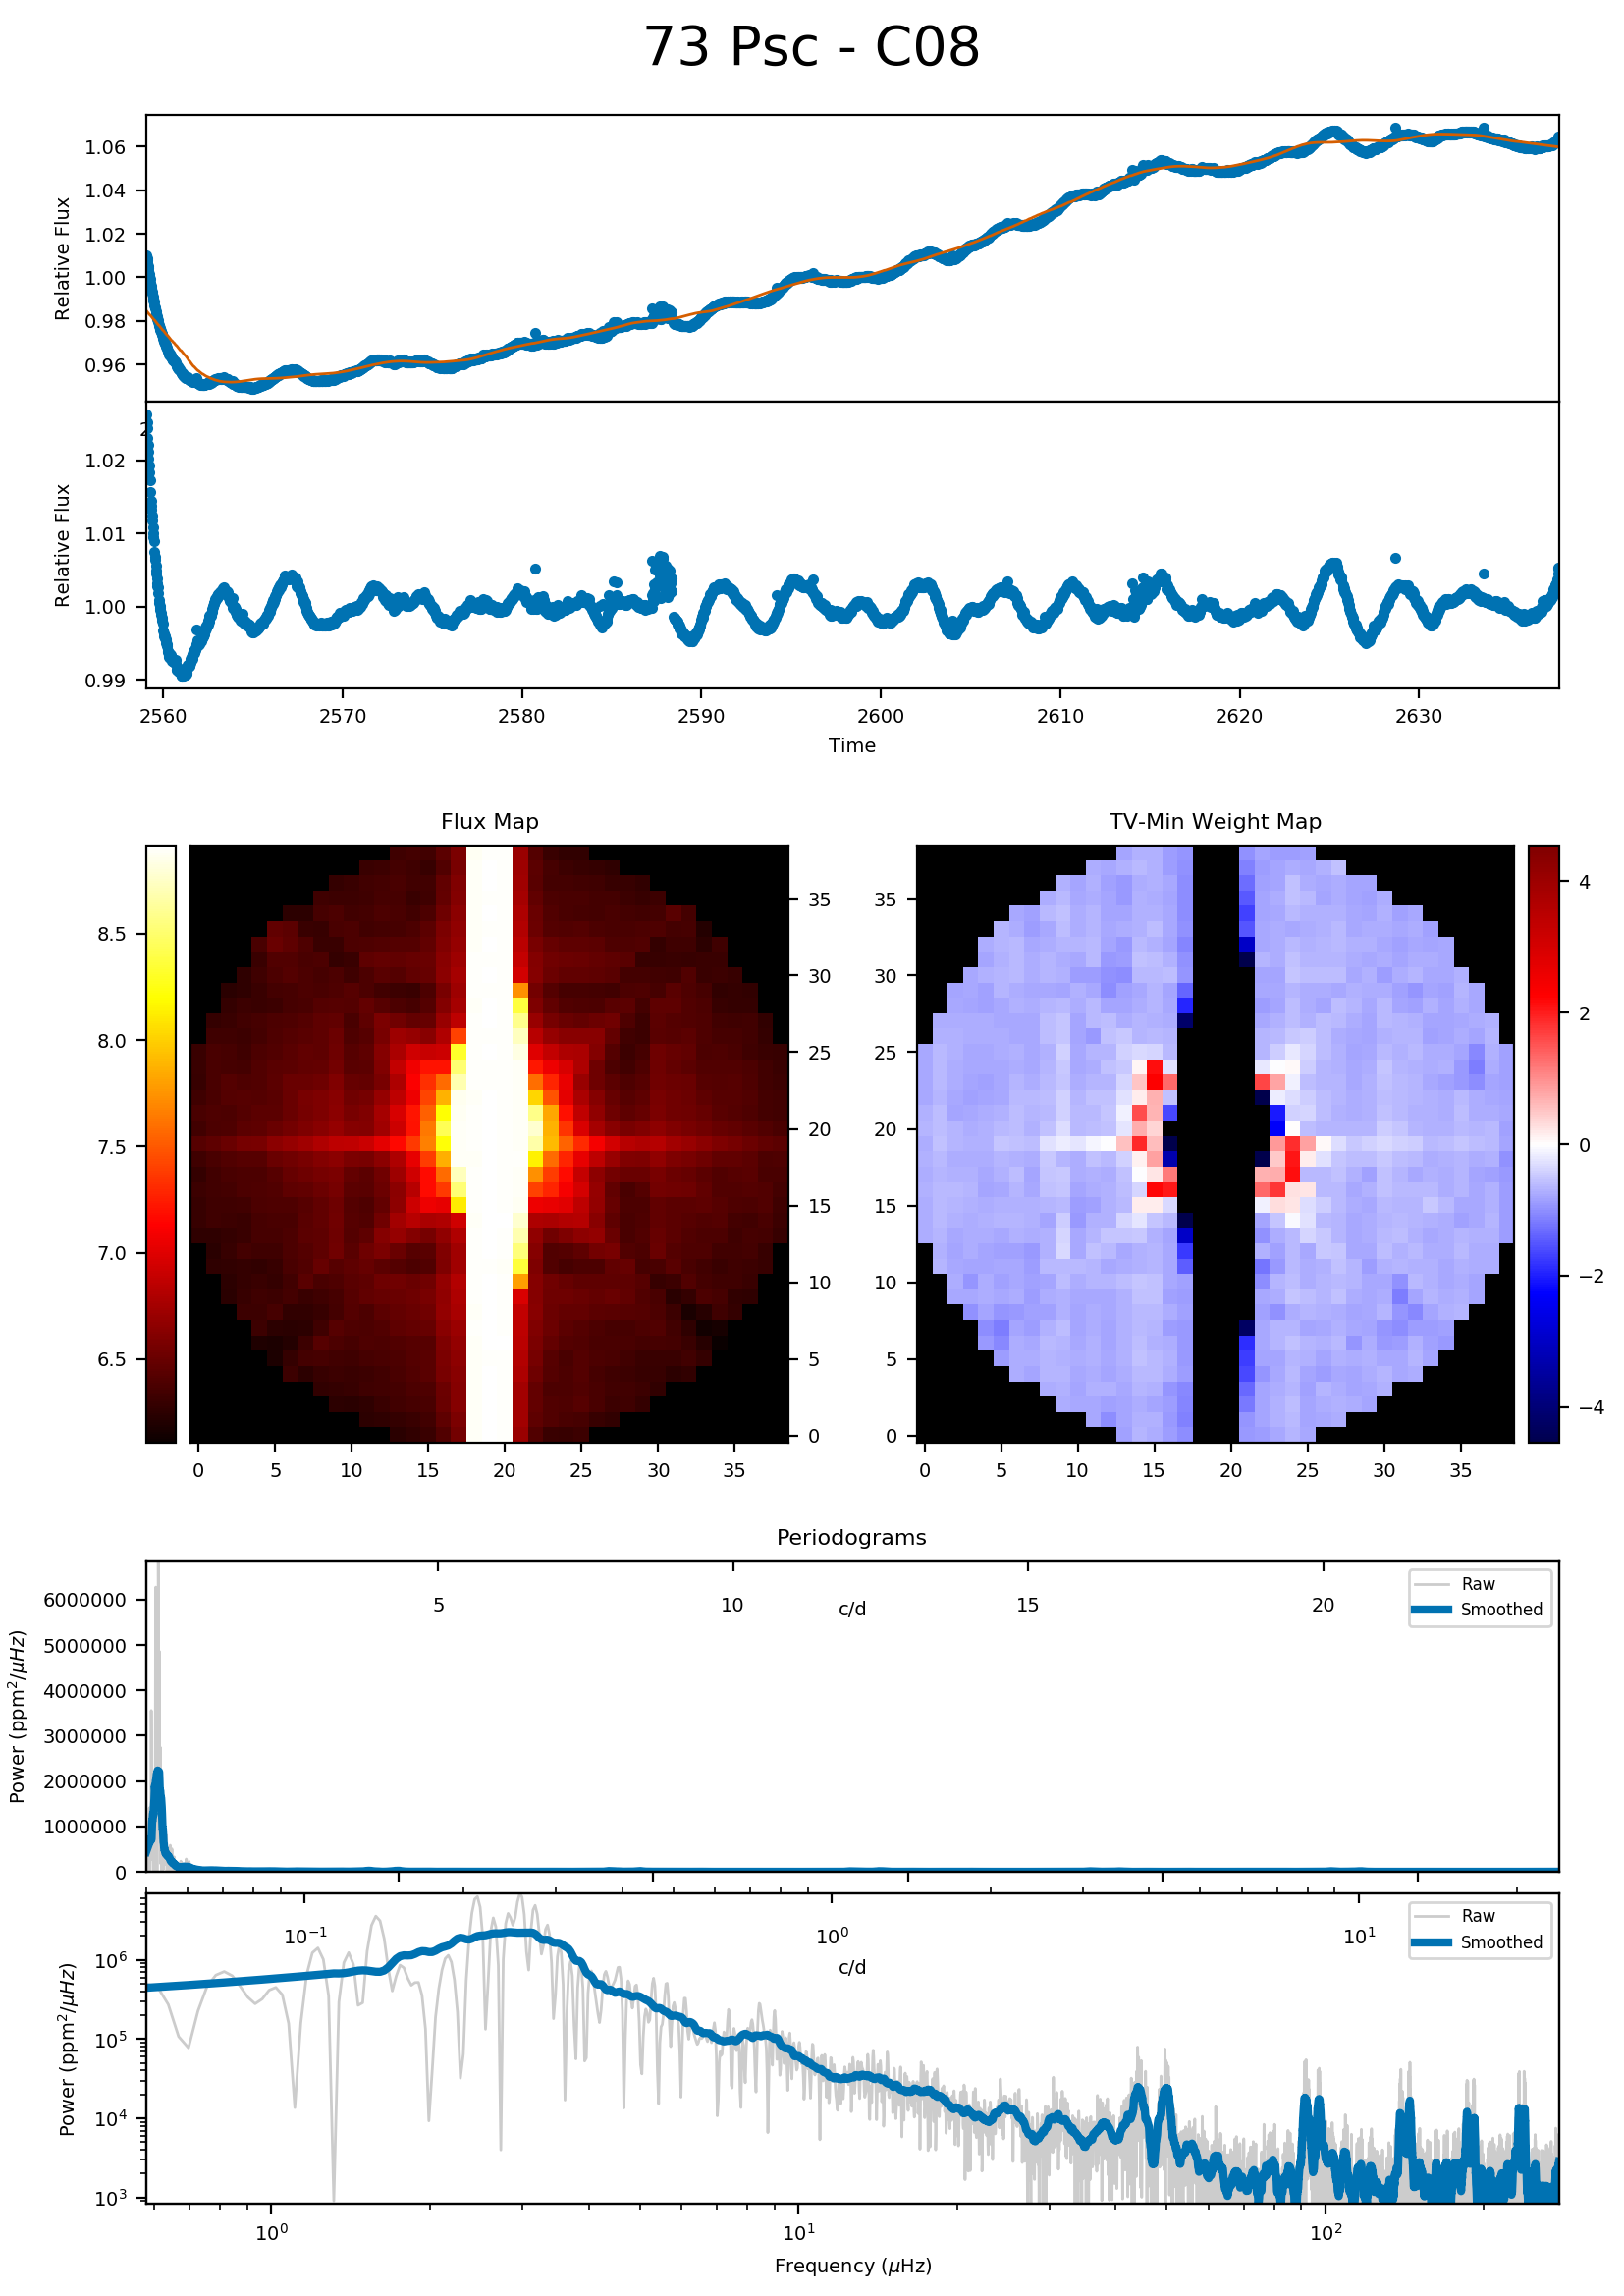 73 Psc - C08
Relative Flux
1.06
1.04
1.02
1.00
0.98
0.96
Relative Flux
1.02
1.01
1.00
0.99
2560 2570 2580 2590 2600 2610 2620 2630
Time
Flux Map
8.5
8.0
7.5
7.0
6.5
35
30
25
20
15
10
5
0
0 5 10 15 20 25 30 35
TV-Min Weight Map
35
30
25
20
15
10
5
0
0 5 10 15 20 25 30 35
4
2
0
−2
−4
Periodograms
Power (ppm²/μHz)
6000000
5000000
4000000
3000000
2000000
1000000
0
5 10 15 20
c/d
Raw
Smoothed
Power (ppm²/μHz)
10⁶
10⁵
10⁴
10³
10⁻¹ 10⁰ 10¹
c/d
Raw
Smoothed
10⁰ 10¹ 10²
Frequency (μHz)